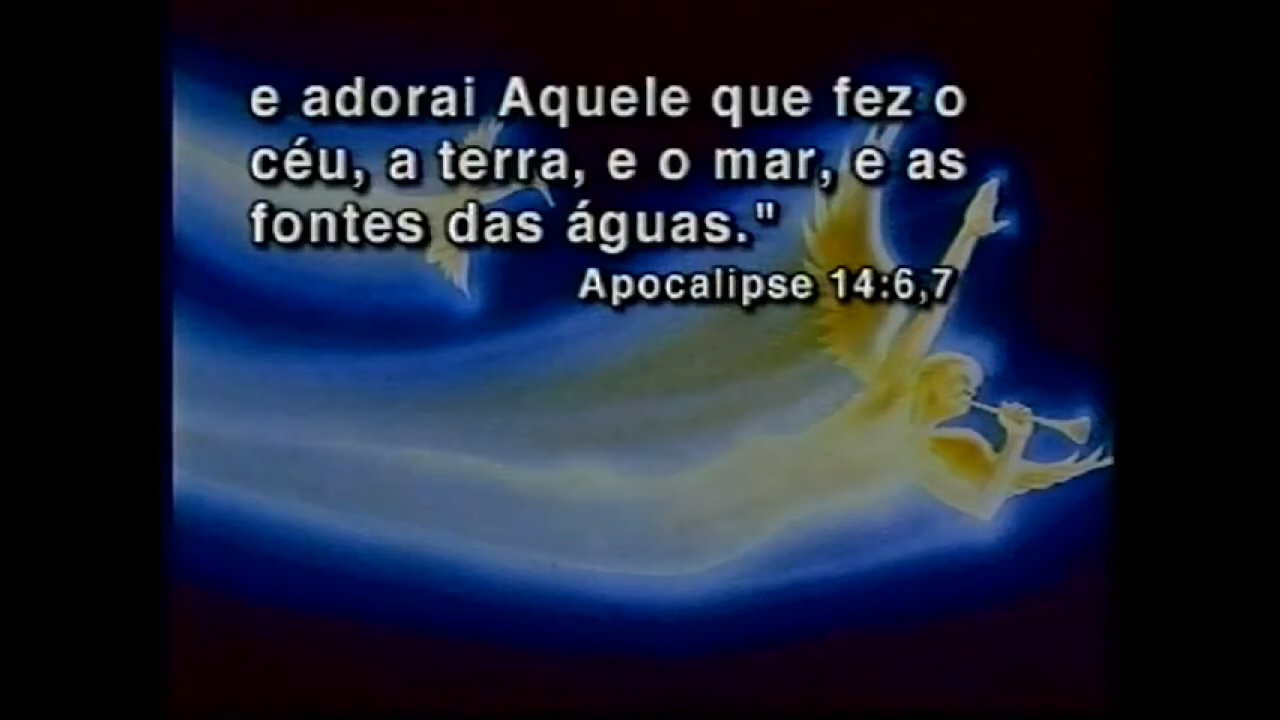 e adorai Aquele que fez o
céu, a terra, e o mar, e as
fontes das águas."
Apocalipse 14:6,7